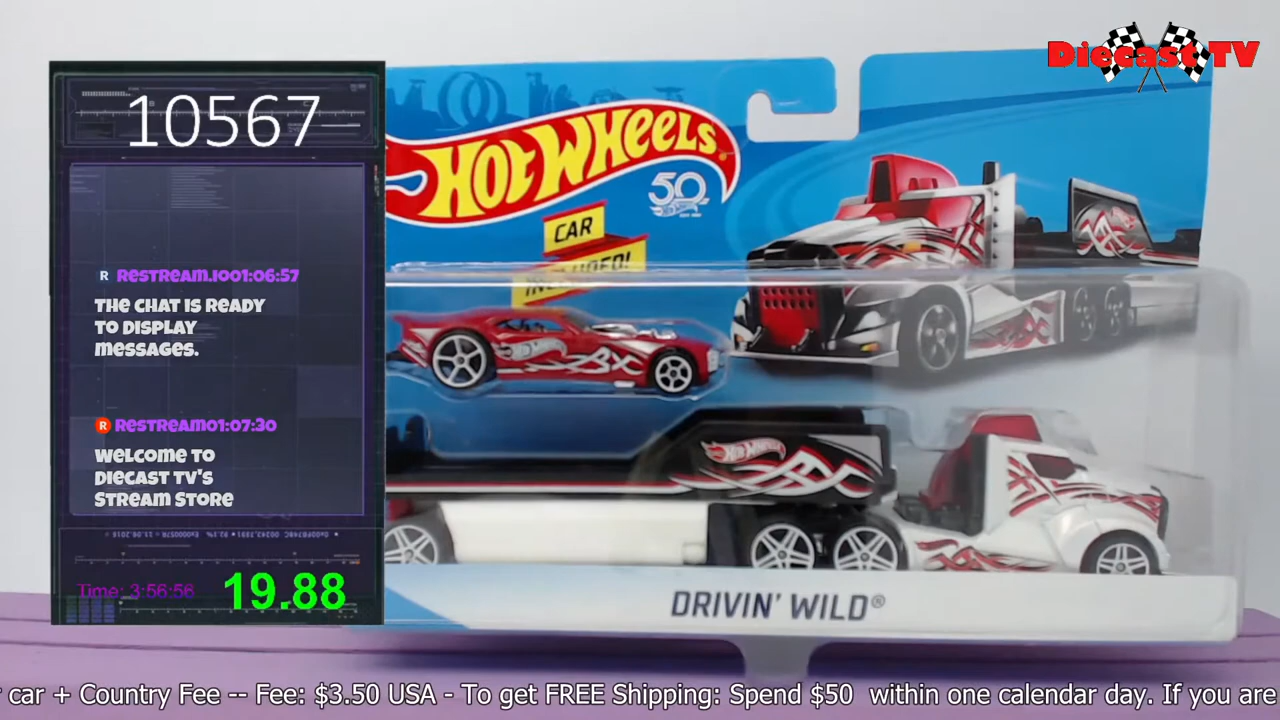 Diecast TV
10567
HOT WHEELS
50
CAR
INCLUDED!
R Restream.io01:06:57
The chat is ready
to display
messages.
R Restream01:07:30
Welcome to
Diecast TV's
Stream Store
Time: 3:56:56
19.88
Hot Wheels
DRIVIN' WILD®
car + Country Fee -- Fee: $3.50 USA - To get FREE Shipping: Spend $50 within one calendar day. If you are